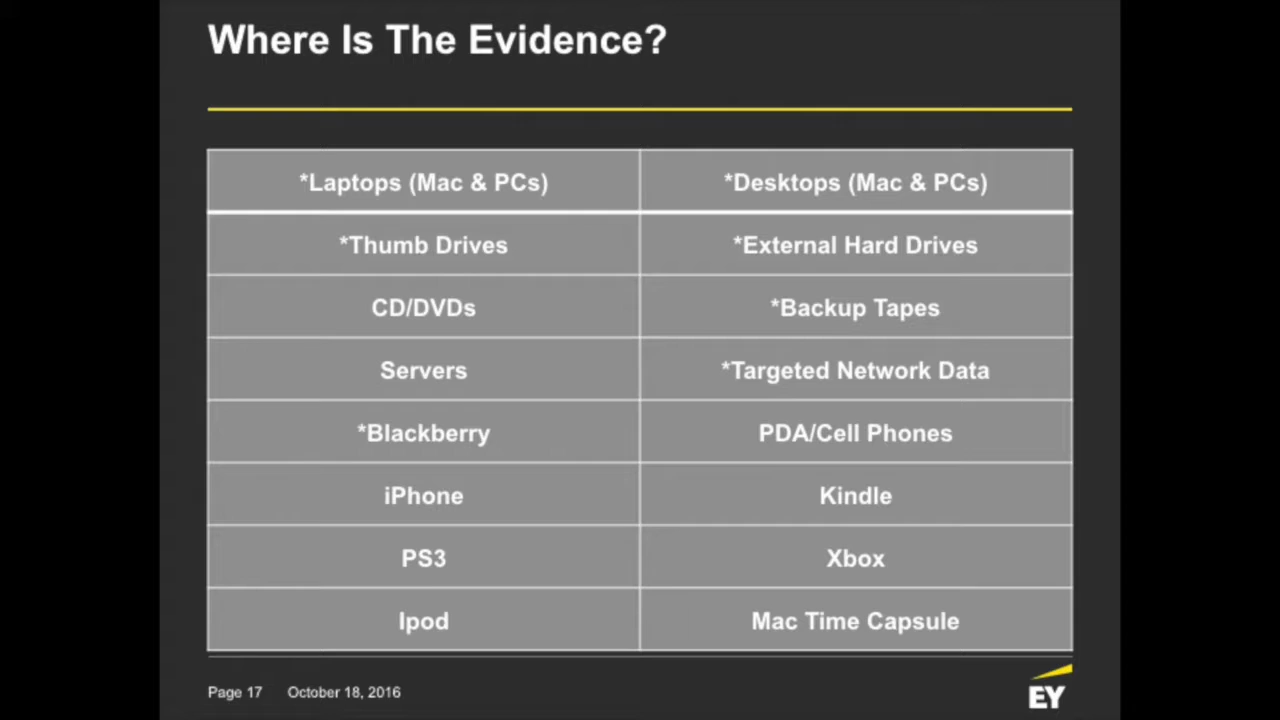 Where Is The Evidence?
*Laptops (Mac & PCs)
*Desktops (Mac & PCs)
*Thumb Drives
*External Hard Drives
CD/DVDs
*Backup Tapes
Servers
*Targeted Network Data
*Blackberry
PDA/Cell Phones
iPhone
Kindle
PS3
Xbox
Ipod
Mac Time Capsule
Page 17 October 18, 2016
EY